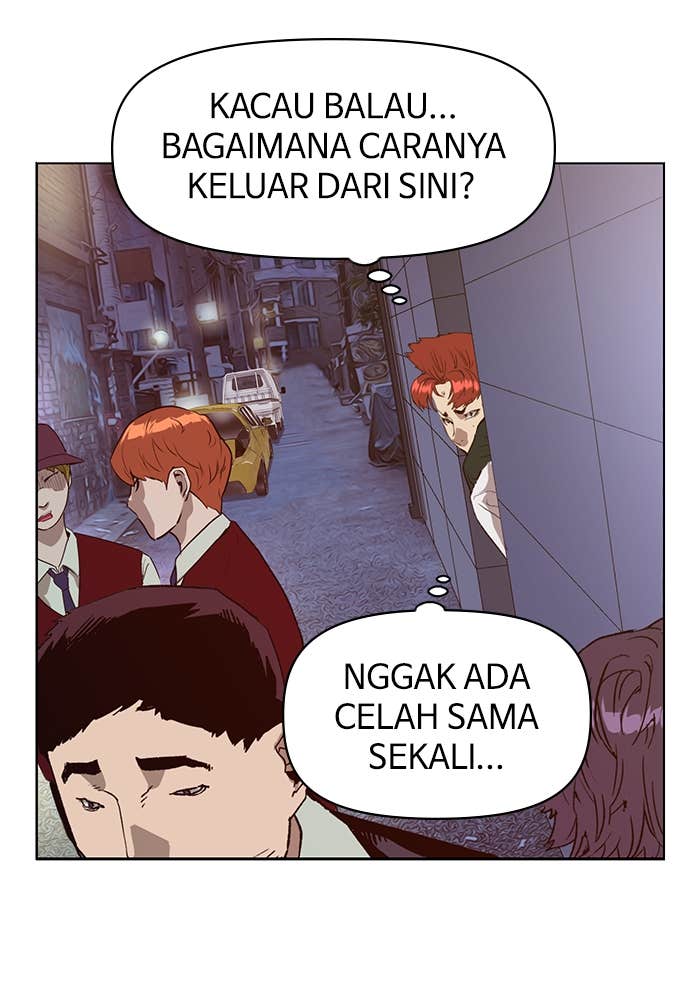 KACAU BALAU...
BAGAIMANA CARANYA
KELUAR DARI SINI?
NGGAK ADA
CELAH SAMA
SEKALI...